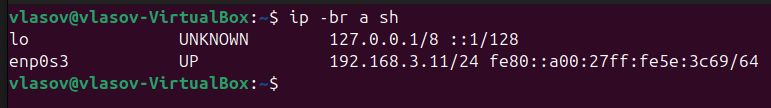 vlasov@vlasov-VirtualBox:~$ ip -br a sh
lo               UNKNOWN        127.0.0.1/8 ::1/128
enp0s3           UP             192.168.3.11/24 fe80::a00:27ff:fe5e:3c69/64
vlasov@vlasov-VirtualBox:~$